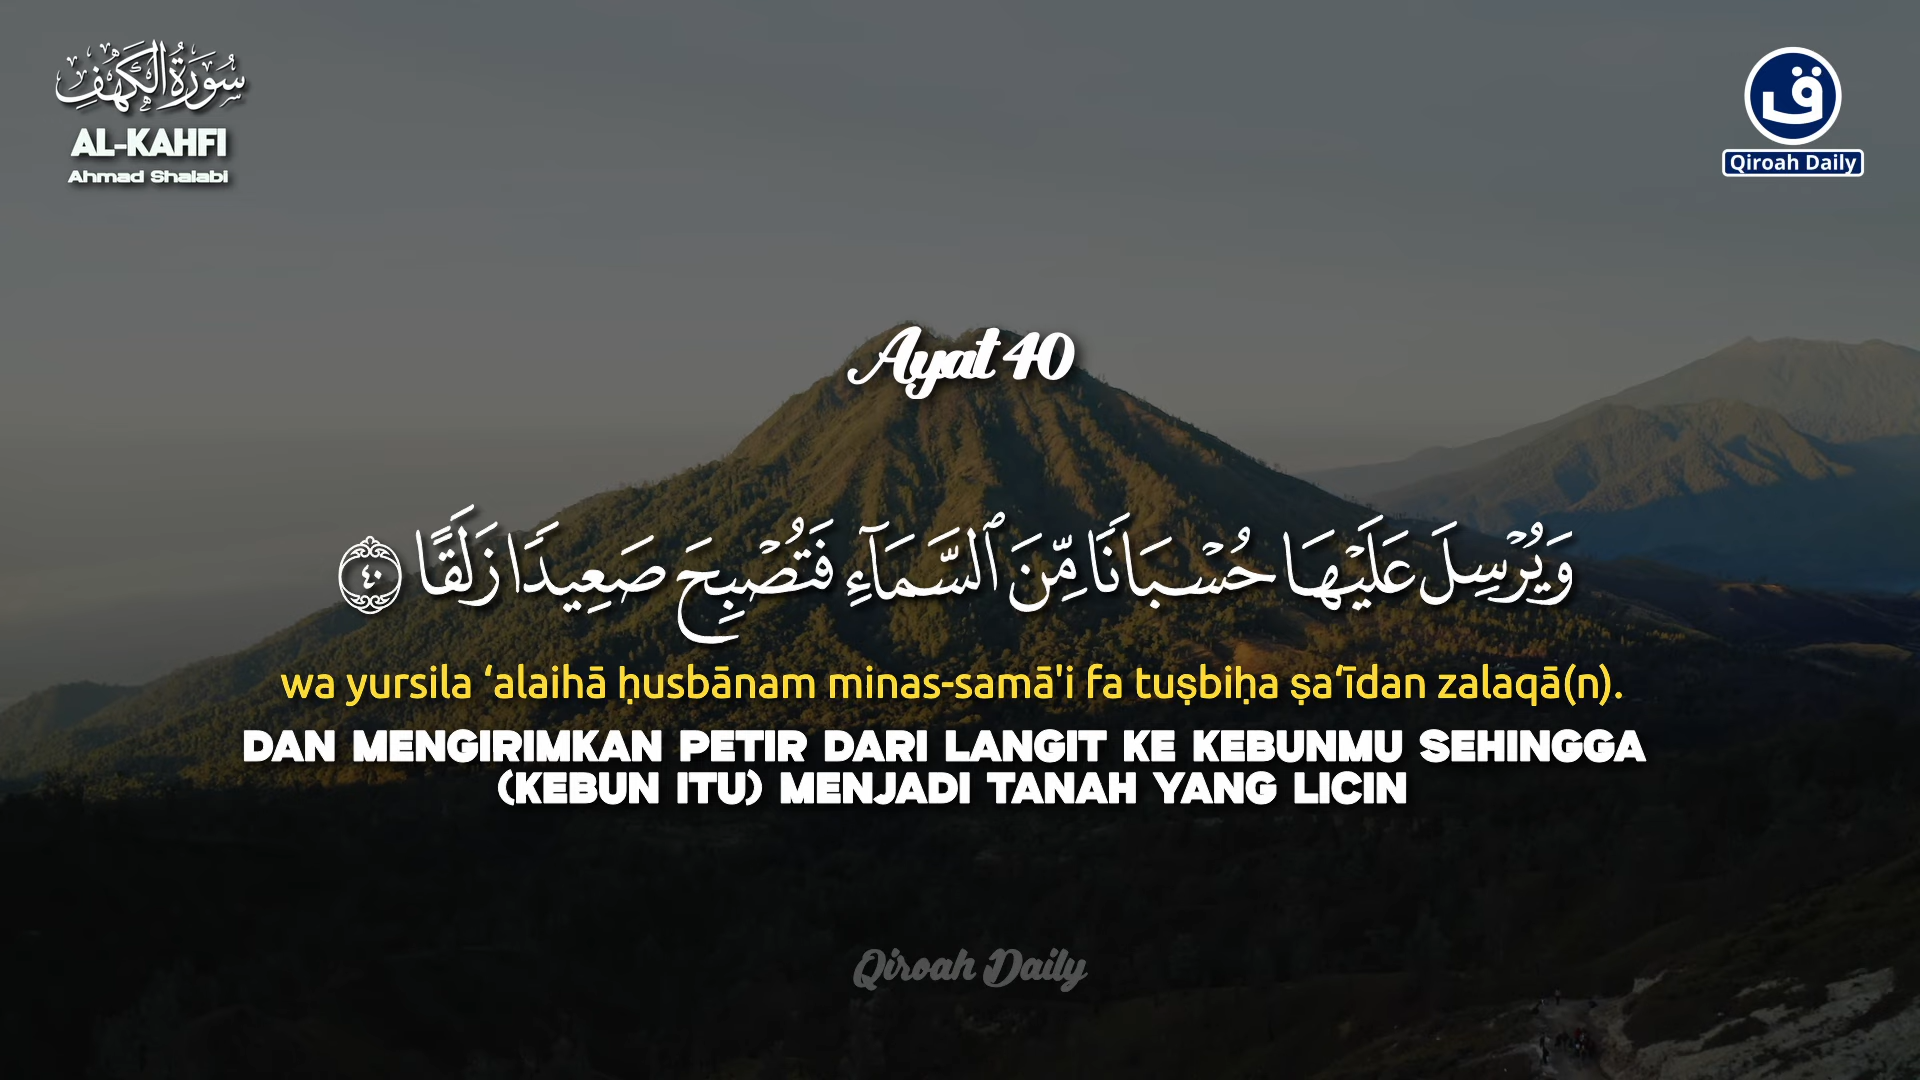 سُورَةُ الكَهْفِ
AL-KAHFI
Ahmad Shalabi
Qiroah Daily
Ayat 40
وَيُرْسِلَ عَلَيْهَا حُسْبَانًا مِّنَ ٱلسَّمَآءِ فَتُصْبِحَ صَعِيدًا زَلَقًا ٤٠
wa yursila ‘alaihā ḥusbānam minas-samā'i fa tuṣbiḥa ṣa‘īdan zalaqā(n).
DAN MENGIRIMKAN PETIR DARI LANGIT KE KEBUNMU SEHINGGA
(KEBUN ITU) MENJADI TANAH YANG LICIN
Qiroah Daily